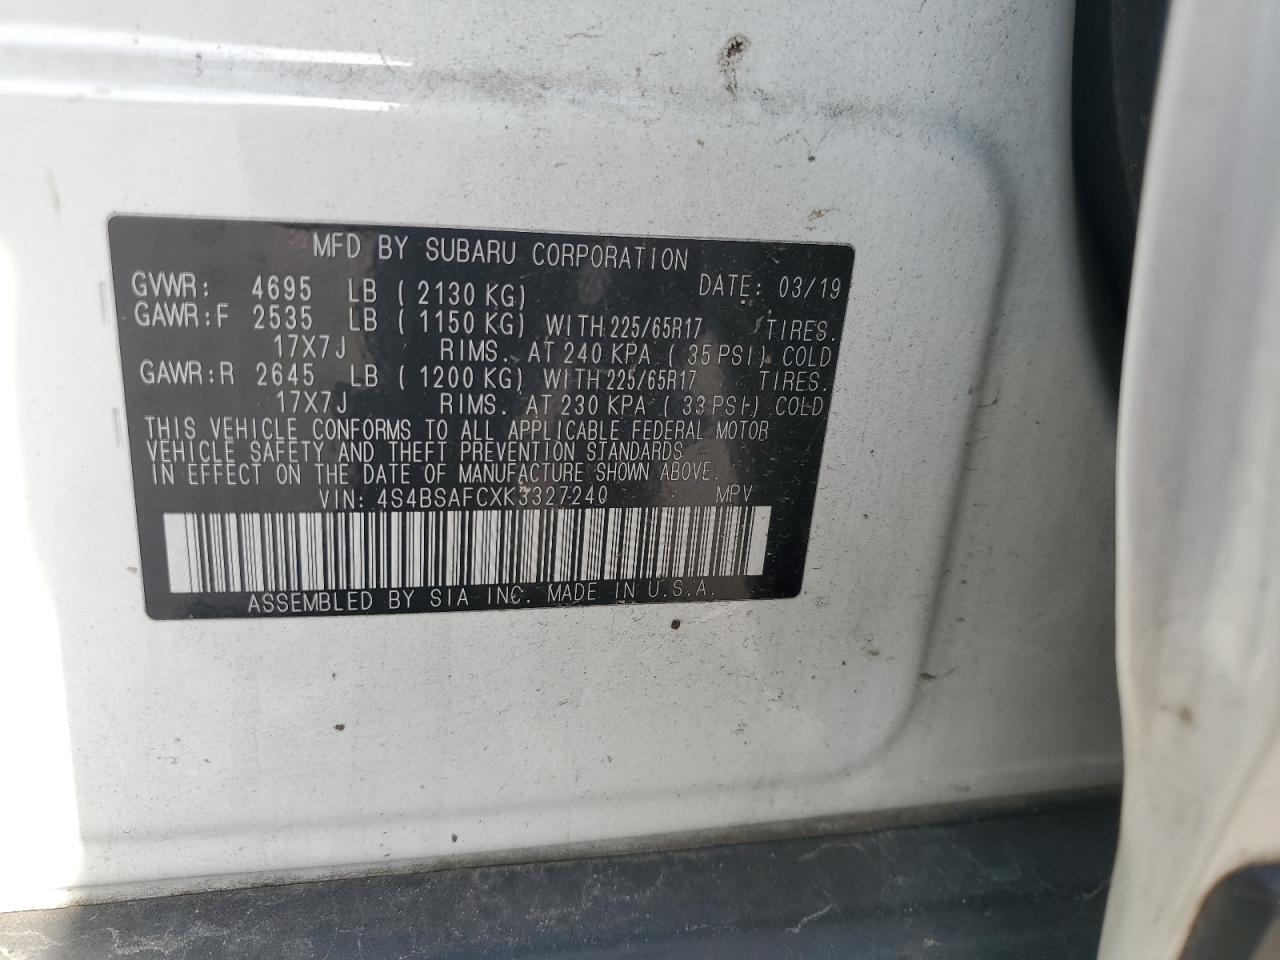 MFD BY SUBARU CORPORATION
GVWR: 4695 LB ( 2130 KG) DATE: 03/19
GAWR:F 2535 LB ( 1150 KG) WITH 225/65R17 TIRES.
17X7J RIMS. AT 240 KPA ( 35 PSI) COLD
GAWR:R 2645 LB ( 1200 KG) WITH 225/65R17 TIRES.
17X7J RIMS. AT 230 KPA ( 33 PSI) COLD
THIS VEHICLE CONFORMS TO ALL APPLICABLE FEDERAL MOTOR
VEHICLE SAFETY AND THEFT PREVENTION STANDARDS
IN EFFECT ON THE DATE OF MANUFACTURE SHOWN ABOVE.
VIN: 4S4BSAFCXK3327240 MPV
ASSEMBLED BY SIA INC. MADE IN U.S.A.